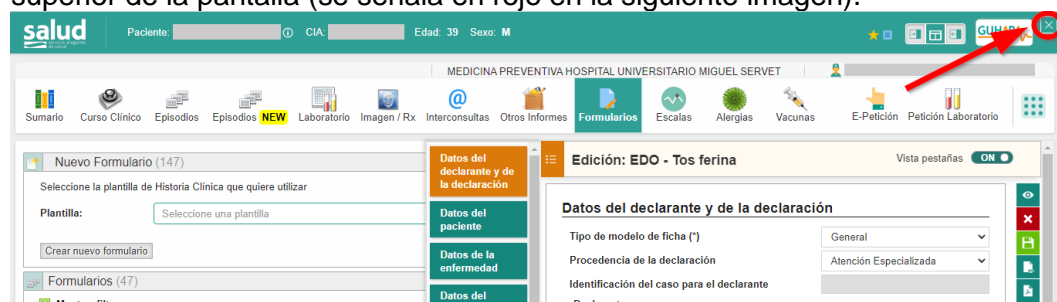 superior de la pantalla (se señala en rojo en la siguiente imagen):
salud
Paciente: CIA: Edad: 39 Sexo: M
MEDICINA PREVENTIVA HOSPITAL UNIVERSITARIO MIGUEL SERVET
Sumario Curso Clínico Episodios Episodios NEW Laboratorio Imagen / Rx Interconsultas Otros Informes Formularios Escalas Alergias Vacunas E-Petición Petición Laboratorio
Nuevo Formulario (147)
Seleccione la plantilla de Historia Clínica que quiere utilizar
Plantilla: Seleccione una plantilla
Crear nuevo formulario
Formularios (47)
Datos del
declarante y de
la declaración
Datos del
paciente
Datos de la
enfermedad
Datos del
Edición: EDO - Tos ferina
Vista pestañas ON
Datos del declarante y de la declaración
Tipo de modelo de ficha (*) General
Procedencia de la declaración Atención Especializada
Identificación del caso para el declarante